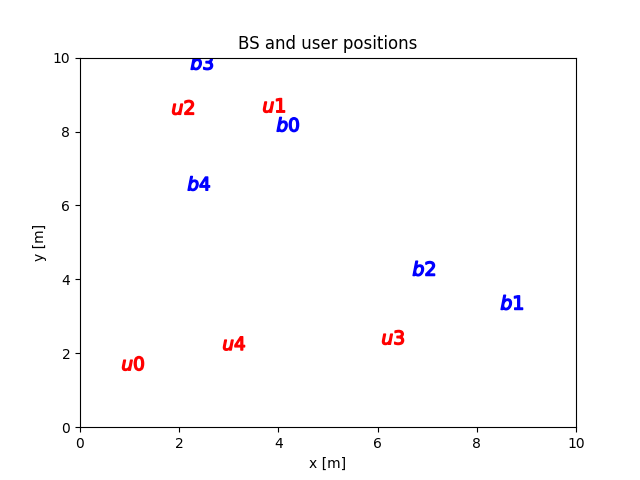 BS and user positions
10
8
6
4
2
0
b3
u2 u1
b0
b4
b2
b1
u3
u4
u0
0 2 4 6 8 10
y [m]
x [m]